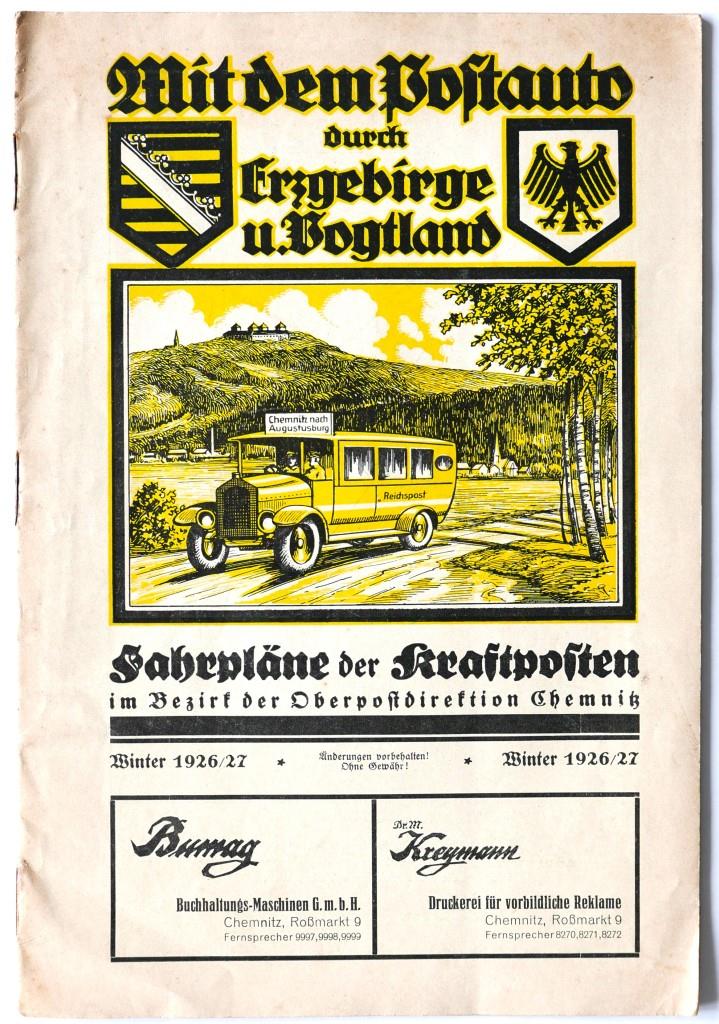 Mit dem Postauto
durch
Erzgebirge
u. Vogtland
Chemnitz nach
Augustusburg
Reichspost
Fahrpläne der Kraftposten
im Bezirk der Oberpostdirektion Chemnitz
Winter 1926/27 * Änderungen vorbehalten! * Winter 1926/27
Ohne Gewähr!
Bumag
Buchhaltungs-Maschinen G.m.b.H.
Chemnitz, Roßmarkt 9
Fernsprecher 9997,9998,9999
Dr. M.
Kreymann
Druckerei für vorbildliche Reklame
Chemnitz, Roßmarkt 9
Fernsprecher 8270,8271,8272